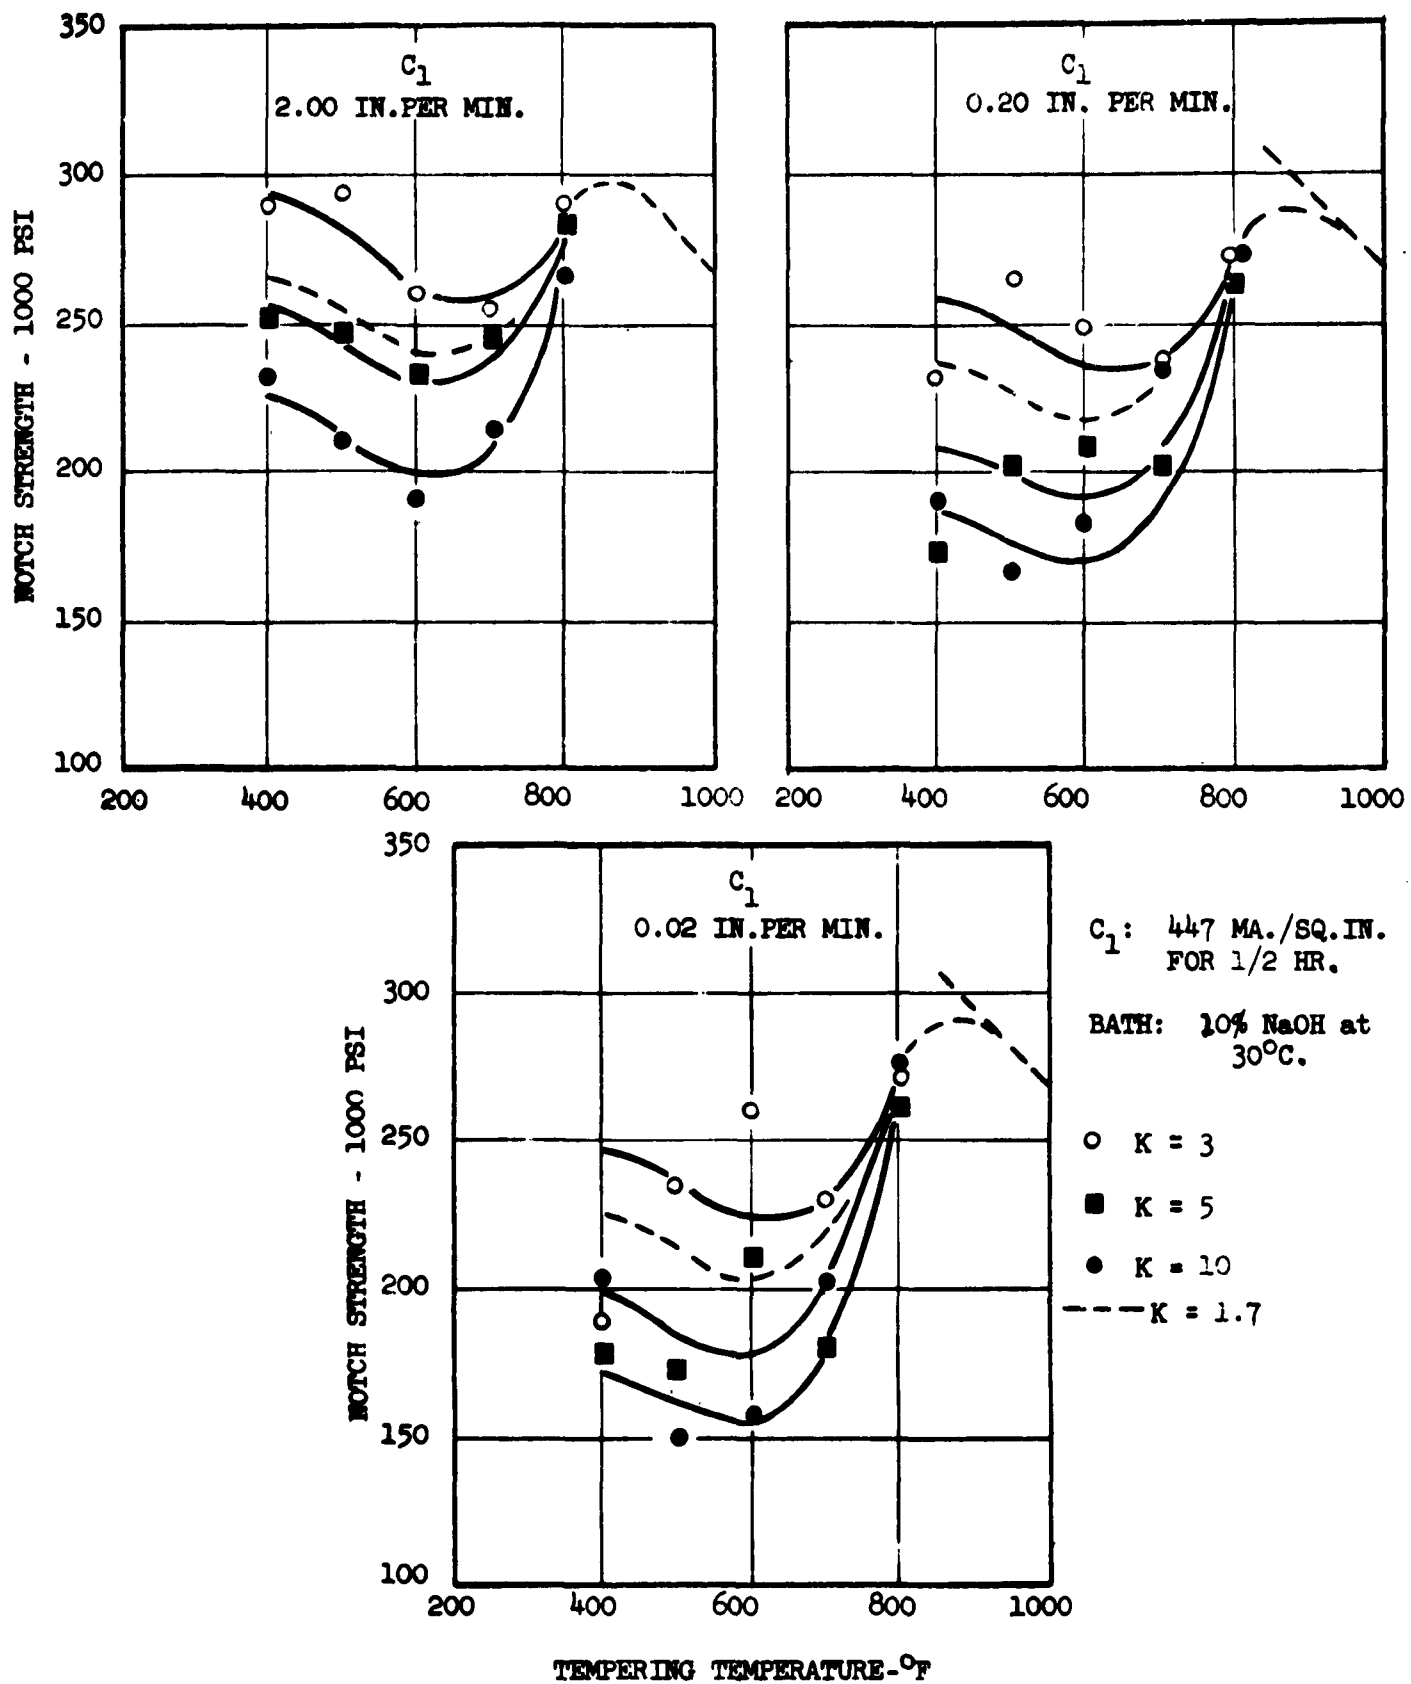 350
300
250
200
150
100
NOTCH STRENGTH - 1000 PSI
C1
2.00 IN.PER MIN.
200 400 600 800 1000
C1
0.20 IN. PER MIN.
200 400 600 800 1000
350
300
250
200
150
100
NOTCH STRENGTH - 1000 PSI
C1
0.02 IN.PER MIN.
200 400 600 800 1000
TEMPERING TEMPERATURE-°F
C1: 447 MA./SQ.IN.
FOR 1/2 HR.
BATH: 10% NaOH at
30°C.
K = 3
K = 5
K = 10
K = 1.7